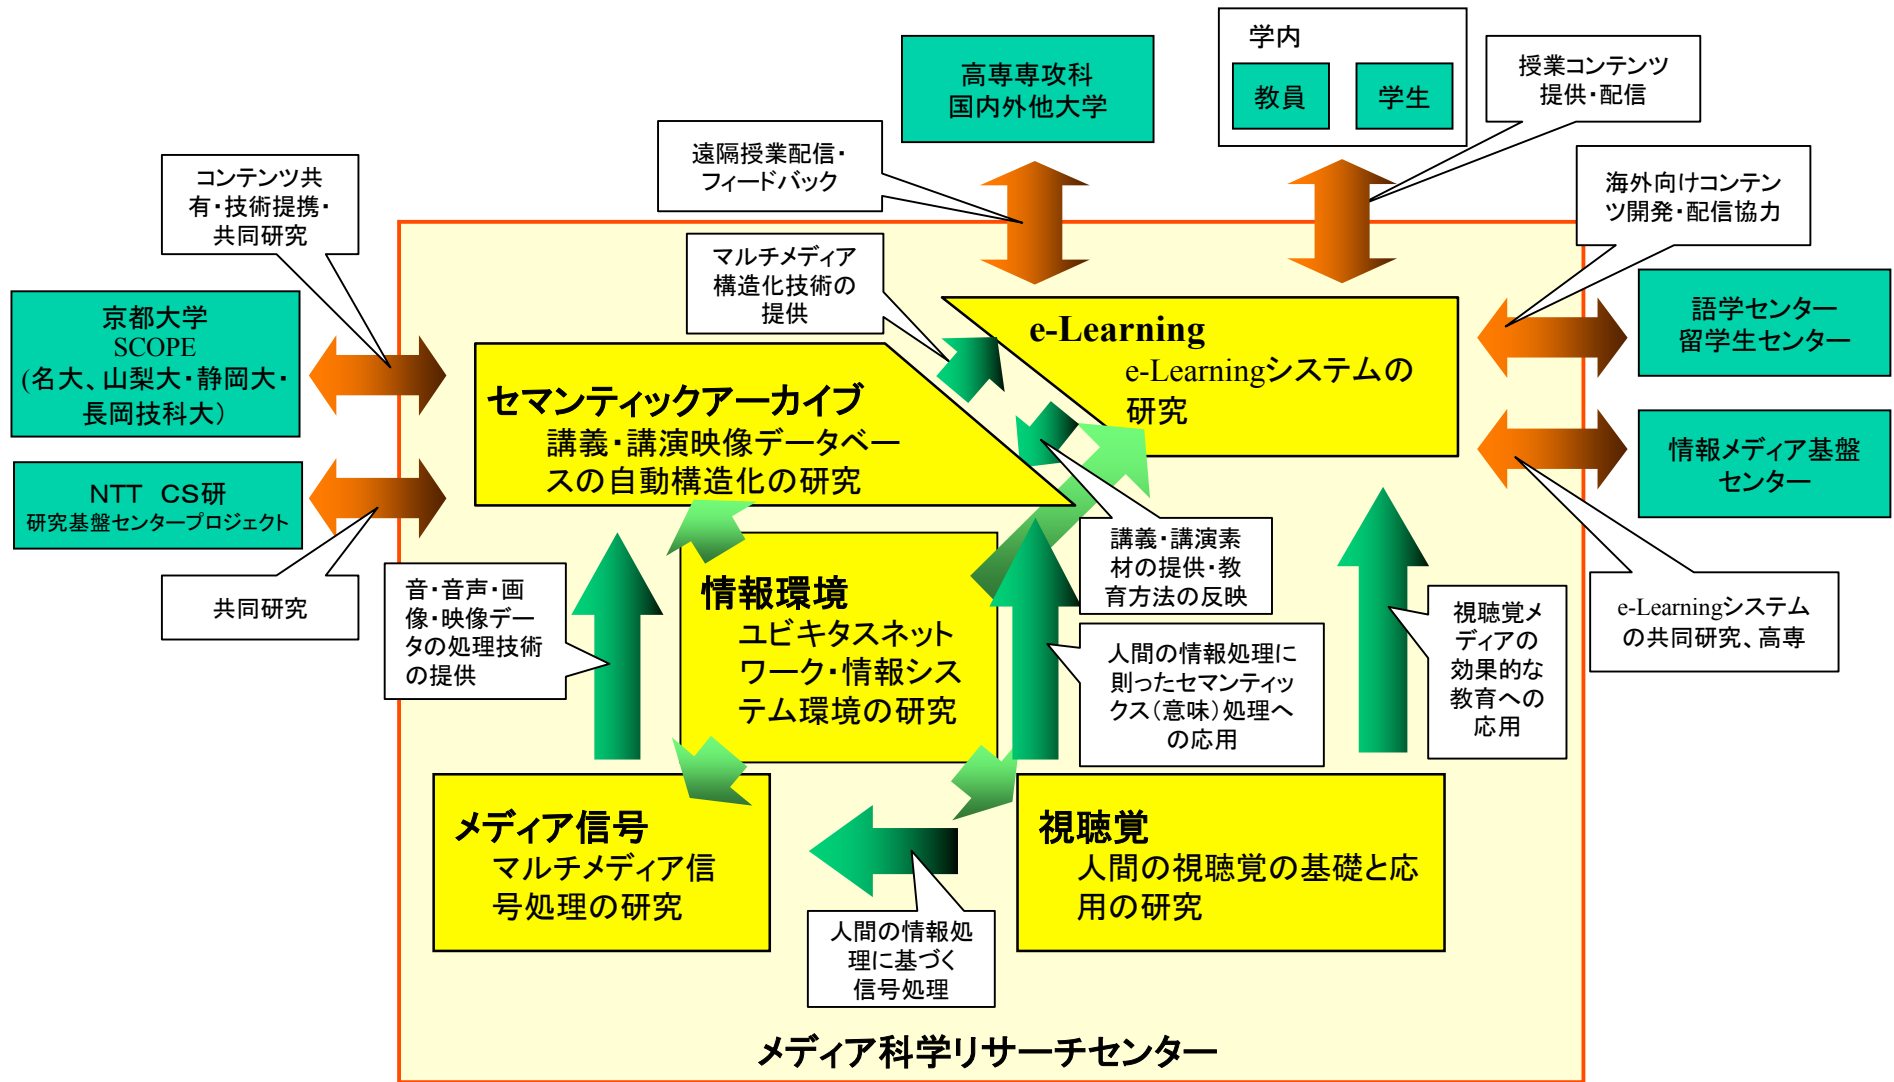 学内
教員
学生
高専専攻科
国内外他大学
授業コンテンツ
提供・配信
遠隔授業配信・
フィードバック
コンテンツ共
有・技術提携・
共同研究
海外向けコンテン
ツ開発・配信協力
マルチメディア
構造化技術の
提供
京都大学
SCOPE
(名大、山梨大・静岡大・
長岡技科大）
NTT　CS研
研究基盤センタープロジェクト
共同研究
e-Learning
e-Learningシステムの
研究
語学センター
留学生センター
情報メディア基盤
センター
セマンティックアーカイブ
講義・講演映像データベー
スの自動構造化の研究
講義・講演素
材の提供・教
育方法の反映
音・音声・画
像・映像デー
タの処理技術
の提供
情報環境
ユビキタスネット
ワーク・情報シス
テム環境の研究
人間の情報処理に
則ったセマンティッ
クス（意味）処理へ
の応用
視聴覚メ
ディアの
効果的な
教育への
応用
e-Learningシステム
の共同研究、高専
メディア信号
マルチメディア信
号処理の研究
視聴覚
人間の視聴覚の基礎と応
用の研究
人間の情報処
理に基づく
信号処理
メディア科学リサーチセンター